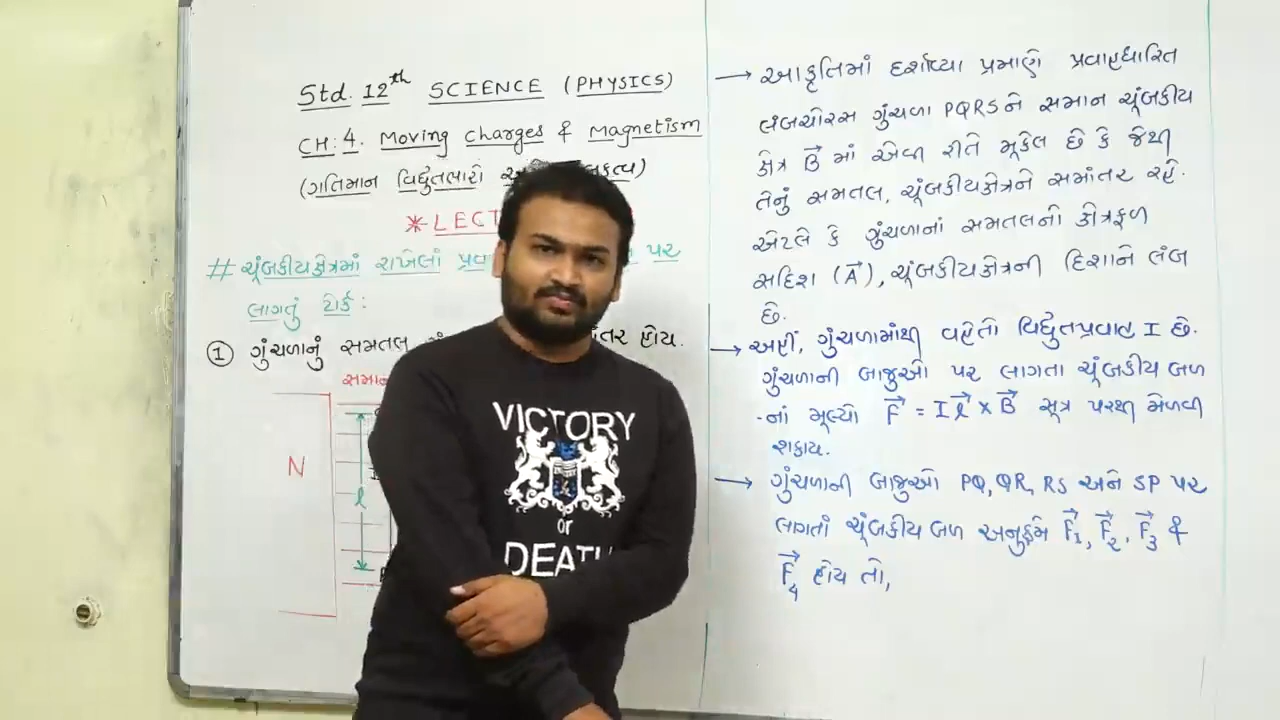 Std. 12th SCIENCE (PHYSICS)
CH: 4. Moving charges & Magnetism
(ગતિમાન વિદ્યુતભારો
* LECT
# ચૂંબકીયક્ષેત્રમાં રાખેલાં પર
લાગતું ટોર્ક :
① ગુંચળાનું સમતલ હોય.
N
l
→ આકૃતિમાં દર્શાવ્યા પ્રમાણે પ્રવાહધારિત
લંબચોરસ ગુંચળા PQRS ને સમાન ચૂંબકીય
ક્ષેત્ર B⃗ માં એવી રીતે મૂકેલ છે કે જેથી
તેનું સમતલ, ચૂંબકીયક્ષેત્રને સમાંતર રહે.
એટલે કે ગુંચળાનાં સમતલનો ક્ષેત્રફળ
સદિશ (A⃗), ચૂંબકીયક્ષેત્રની દિશાને લંબ
છે.
→ અહીં, ગુંચળામાંથી વહેતો વિદ્યુતપ્રવાહ I છે.
ગુંચળાની બાજુઓ પર લાગતા ચૂંબકીય બળ
-નાં મૂલ્યો F⃗ = I l⃗ × B⃗ સૂત્ર પરથી મેળવી
શકાય.
→ ગુંચળાની બાજુઓ PQ, QR, RS અને SP પર
લાગતાં ચૂંબકીય બળ અનુક્રમે F⃗₁, F⃗₂, F⃗₃ &
F⃗₄ હોય તો,
VICTORY
or
DEATH